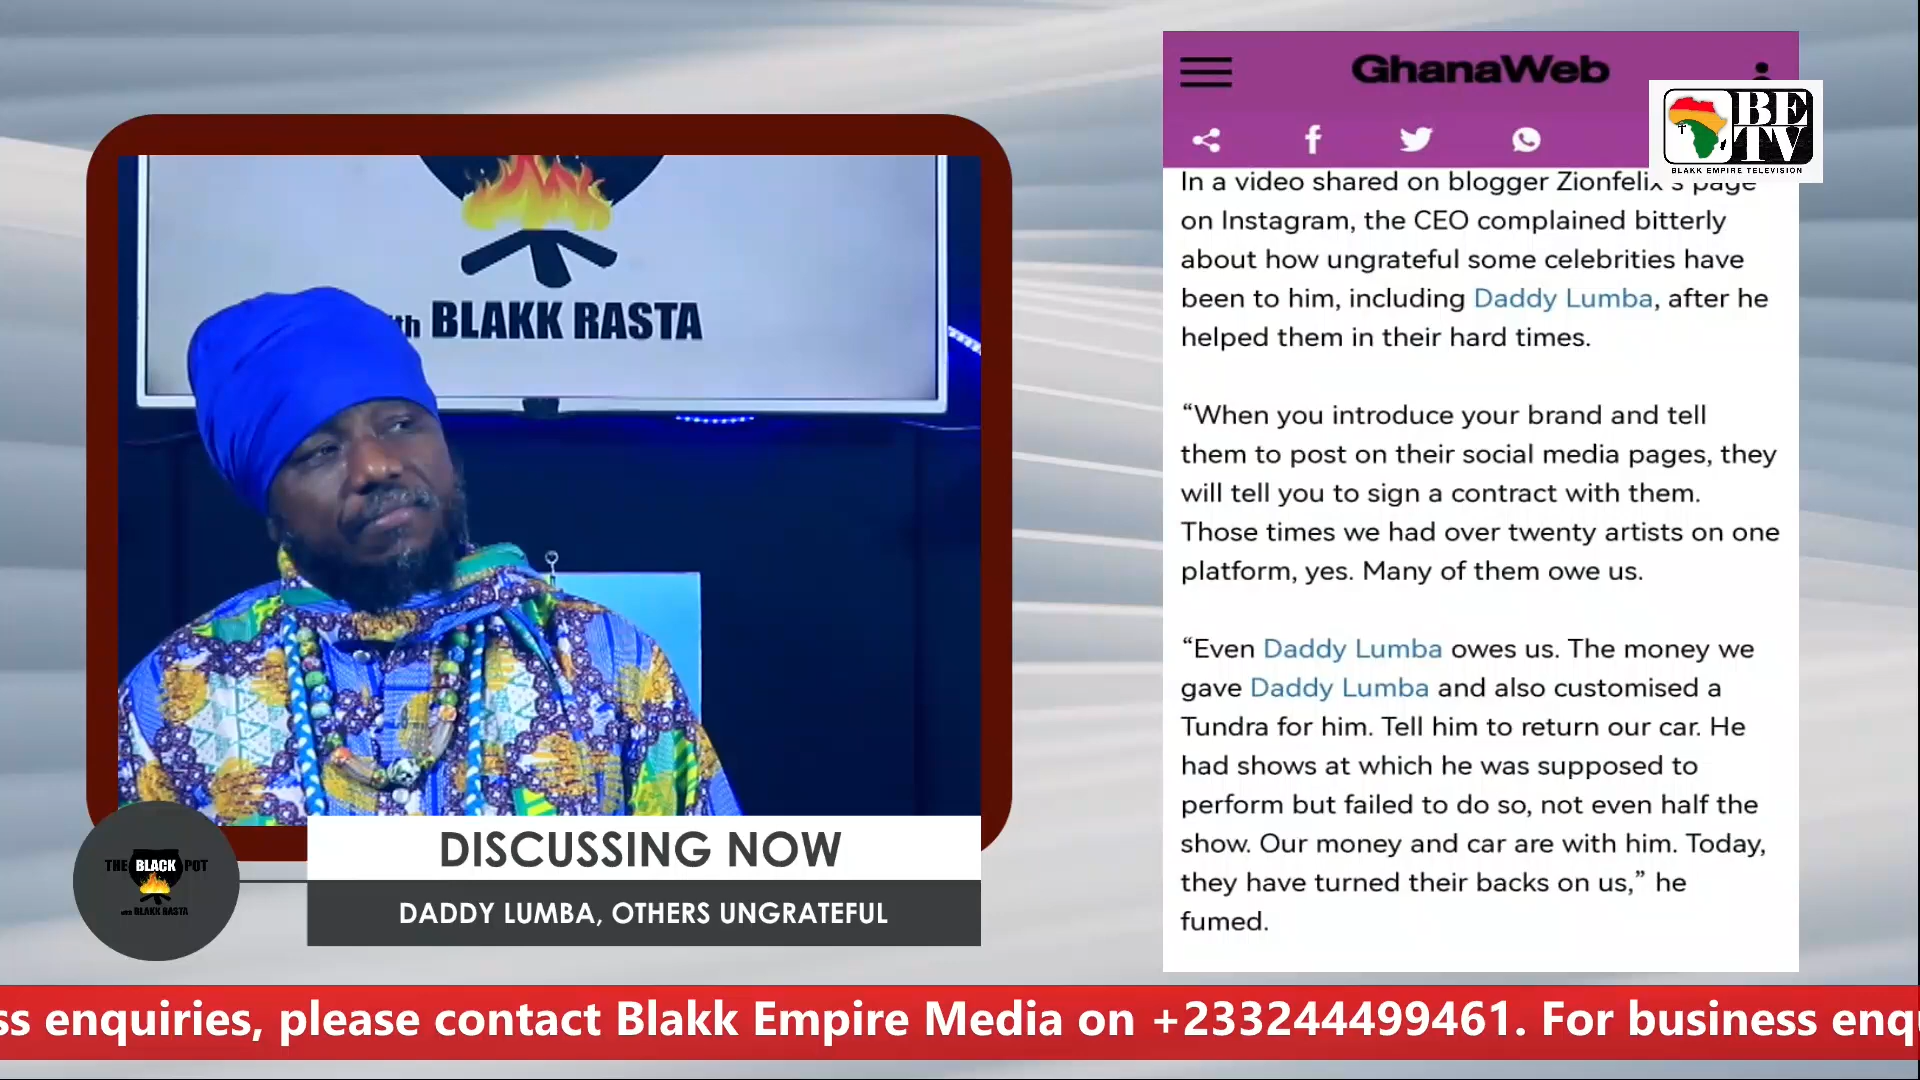 GhanaWeb
BE
TV
BLAKK EMPIRE TELEVISION
In a video shared on blogger Zionfelix's page
on Instagram, the CEO complained bitterly
about how ungrateful some celebrities have
been to him, including Daddy Lumba, after he
helped them in their hard times.
“When you introduce your brand and tell
them to post on their social media pages, they
will tell you to sign a contract with them.
Those times we had over twenty artists on one
platform, yes. Many of them owe us.
“Even Daddy Lumba owes us. The money we
gave Daddy Lumba and also customised a
Tundra for him. Tell him to return our car. He
had shows at which he was supposed to
perform but failed to do so, not even half the
show. Our money and car are with him. Today,
they have turned their backs on us,” he
fumed.
th BLAKK RASTA
THE BLACK POT
with BLAKK RASTA
DISCUSSING NOW
DADDY LUMBA, OTHERS UNGRATEFUL
ss enquiries, please contact Blakk Empire Media on +233244499461. For business enqu